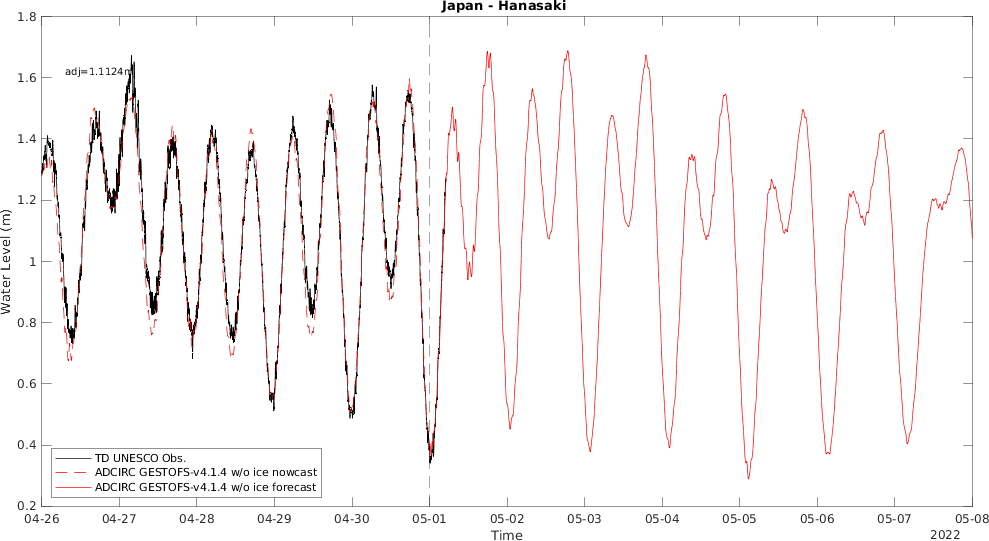 Japan - Hanasaki
1.8
1.6
1.4
1.2
1
0.8
0.6
0.4
0.2
Water Level (m)
adj=1.1124m
TD UNESCO Obs.
ADCIRC GESTOFS-v4.1.4 w/o ice nowcast
ADCIRC GESTOFS-v4.1.4 w/o ice forecast
04-26 04-27 04-28 04-29 04-30 05-01 05-02 05-03 05-04 05-05 05-06 05-07 05-08
Time
2022